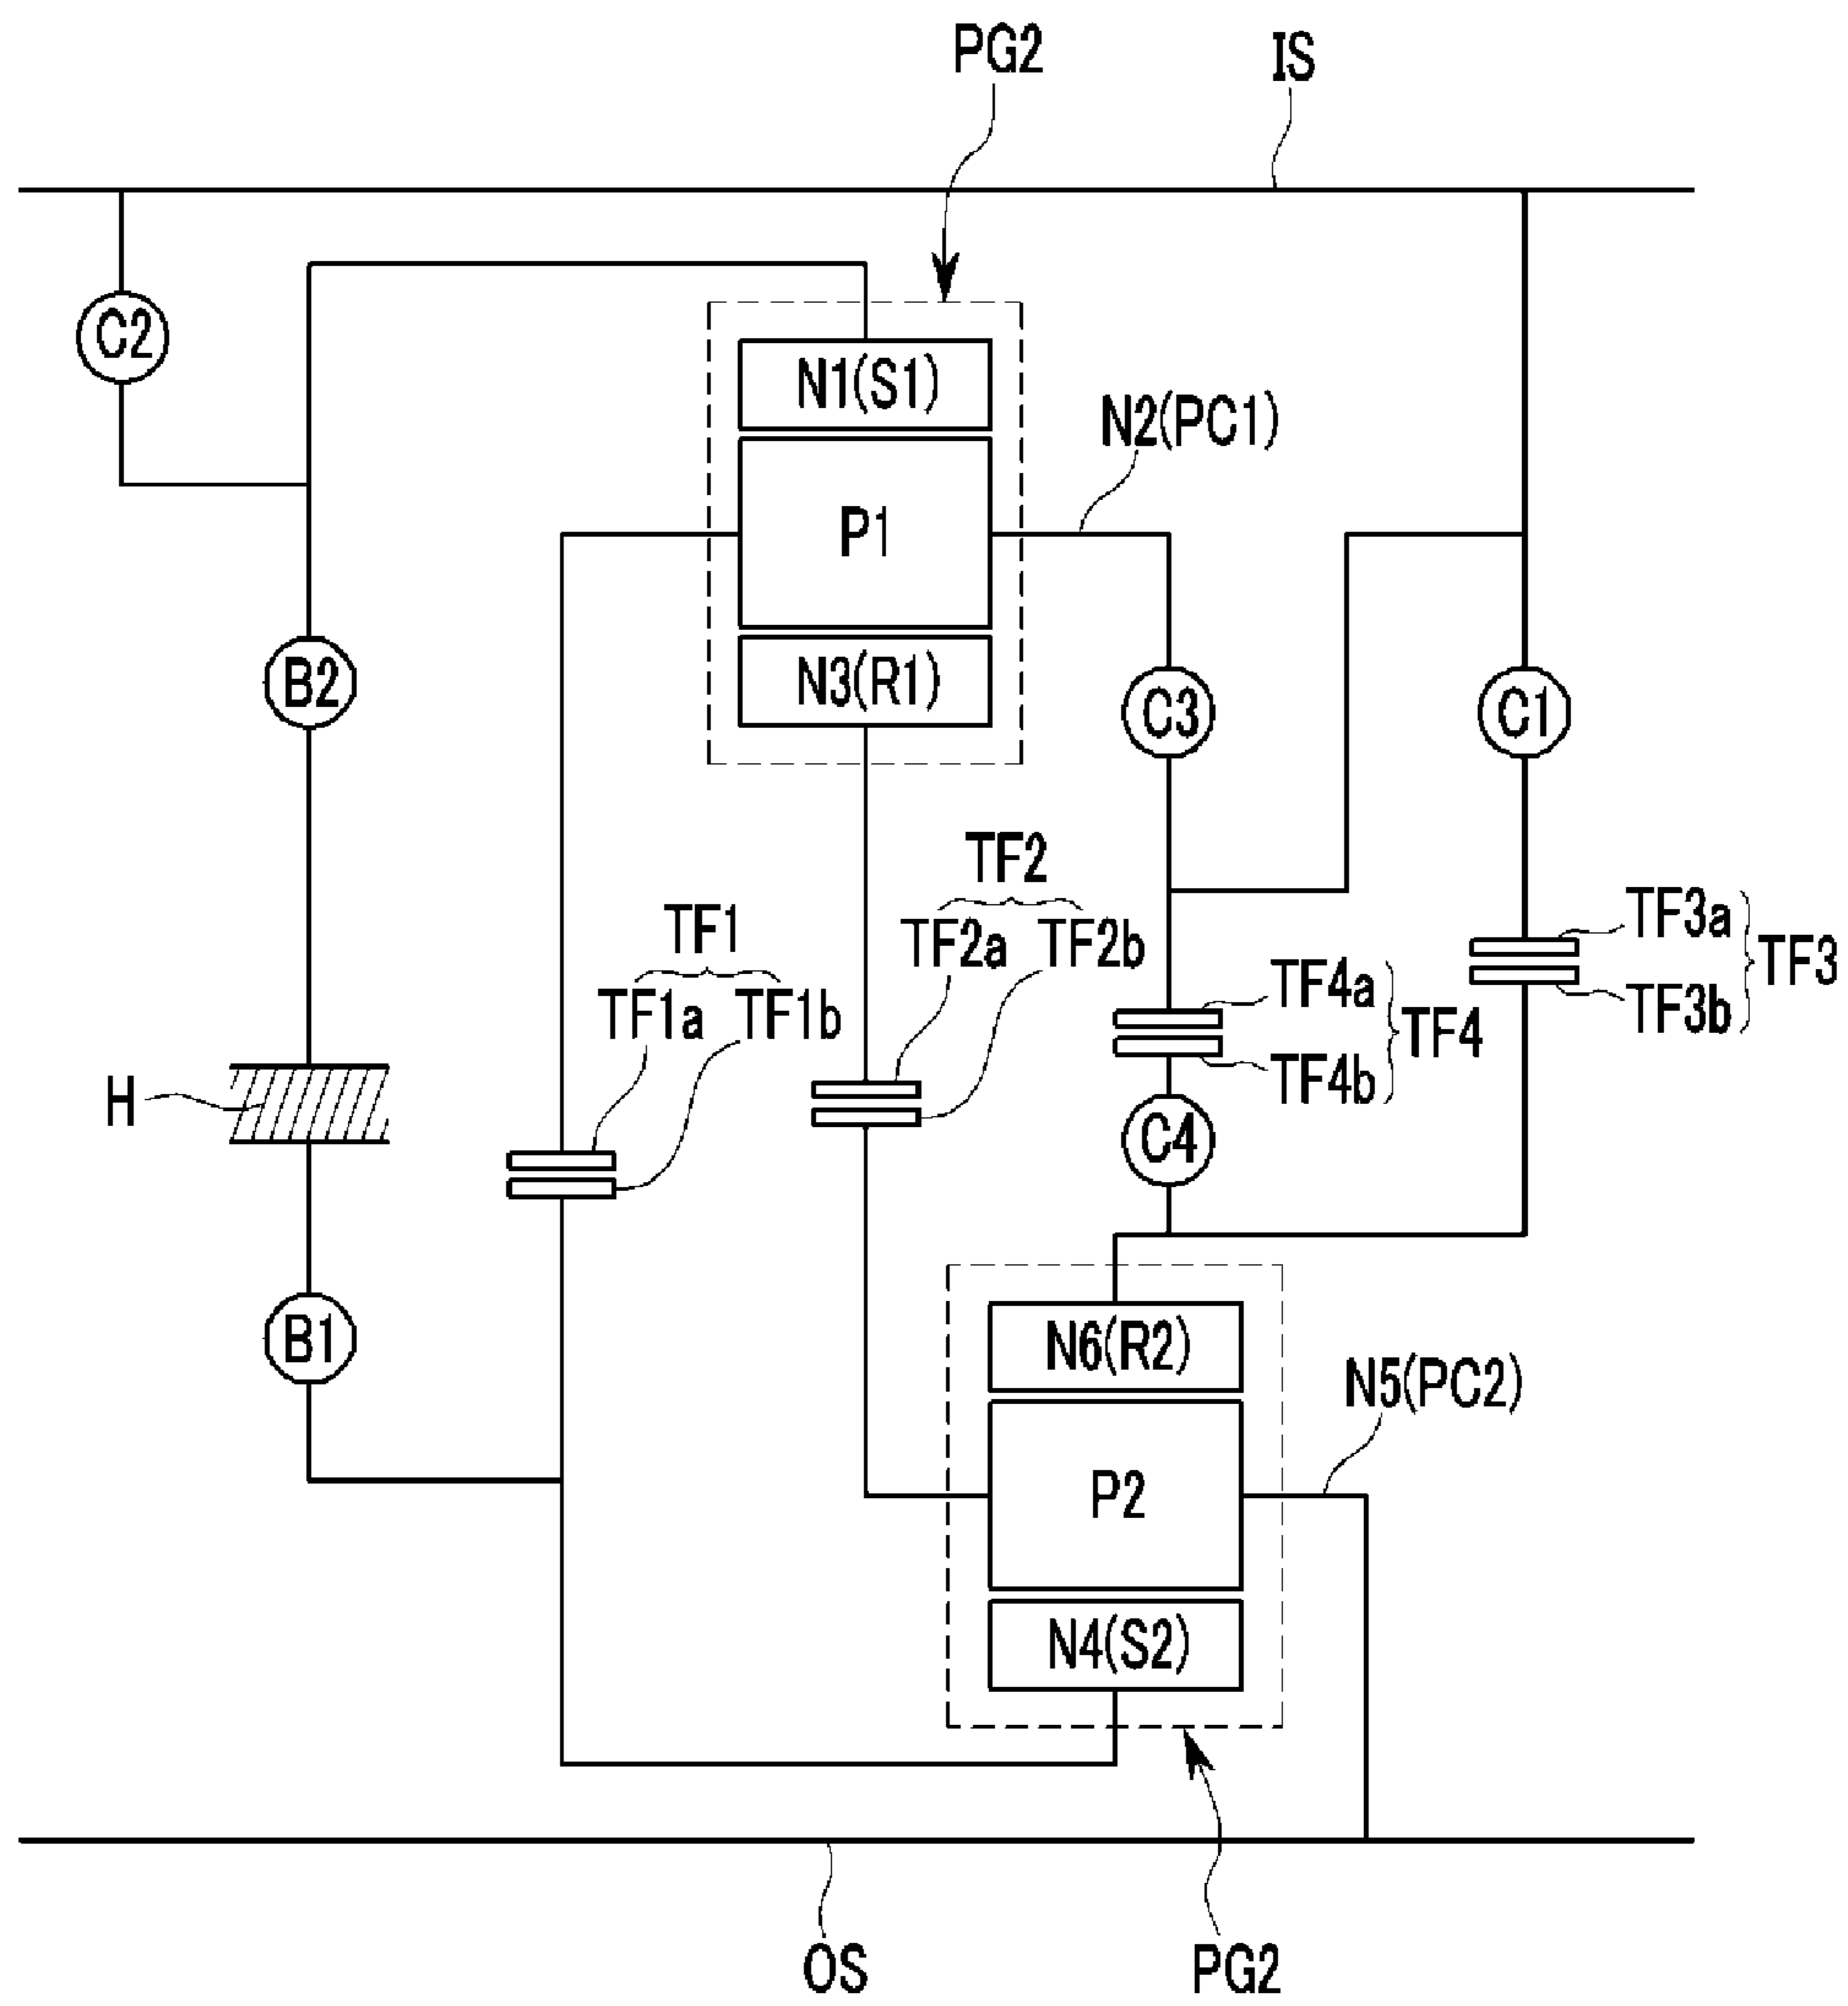 PG2
IS
C2
N1(S1)
N2(PC1)
P1
B2
N3(R1)
C3
C1
TF2
TF2a TF2b
TF1
TF1a TF1b
TF3a
TF3
TF3b
TF4a
TF4
TF4b
H
C4
B1
N6(R2)
N5(PC2)
P2
N4(S2)
OS
PG2